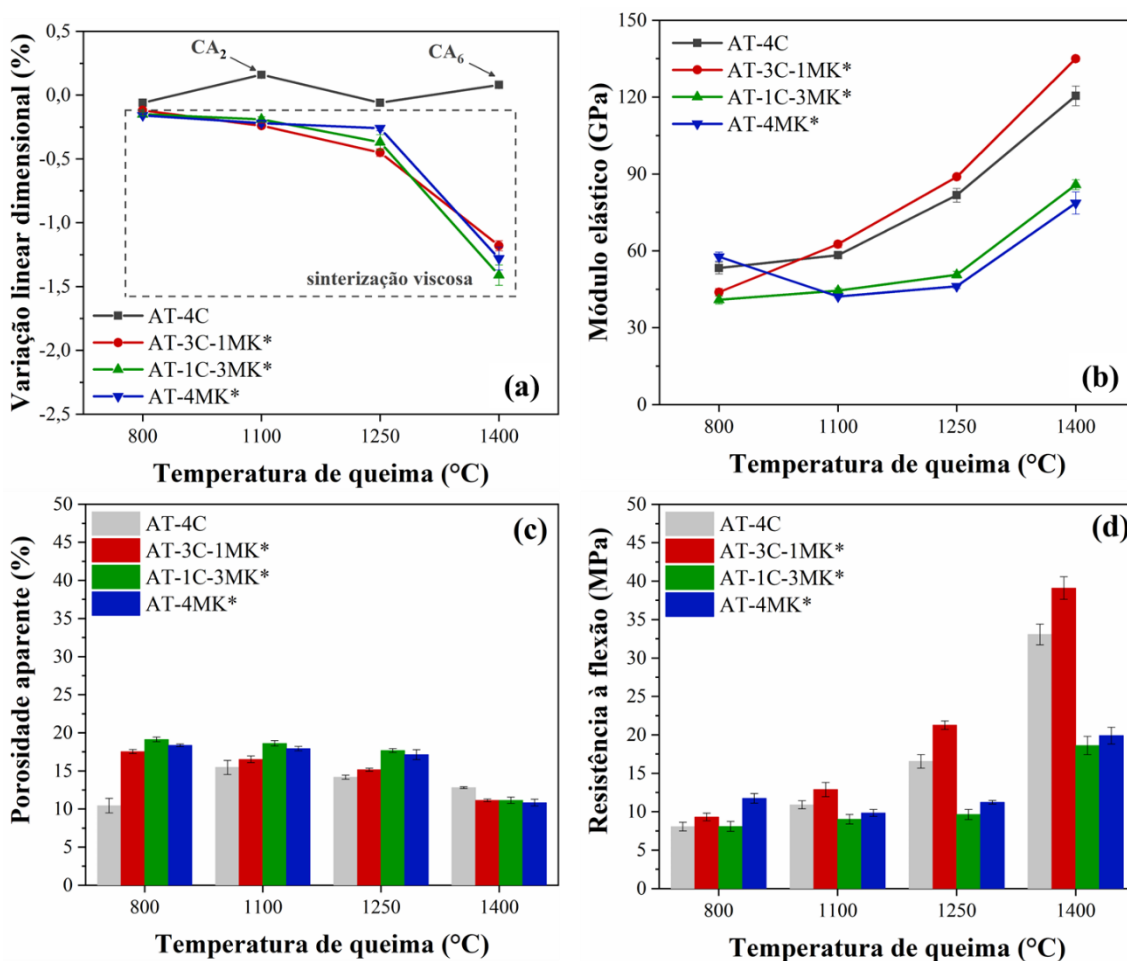 Variação linear dimensional (%)
0,5
0,0
-0,5
-1,0
-1,5
-2,0
-2,5
CA2
CA6
sinterização viscosa
AT-4C
AT-3C-1MK*
AT-1C-3MK*
AT-4MK*
(a)
800 1100 1250 1400
Temperatura de queima (°C)
Módulo elástico (GPa)
150
120
90
60
30
0
AT-4C
AT-3C-1MK*
AT-1C-3MK*
AT-4MK*
(b)
800 1100 1250 1400
Temperatura de queima (°C)
Porosidade aparente (%)
50
45
40
35
30
25
20
15
10
5
0
AT-4C
AT-3C-1MK*
AT-1C-3MK*
AT-4MK*
(c)
800 1100 1250 1400
Temperatura de queima (°C)
Resistência à flexão (MPa)
50
45
40
35
30
25
20
15
10
5
0
AT-4C
AT-3C-1MK*
AT-1C-3MK*
AT-4MK*
(d)
800 1100 1250 1400
Temperatura de queima (°C)